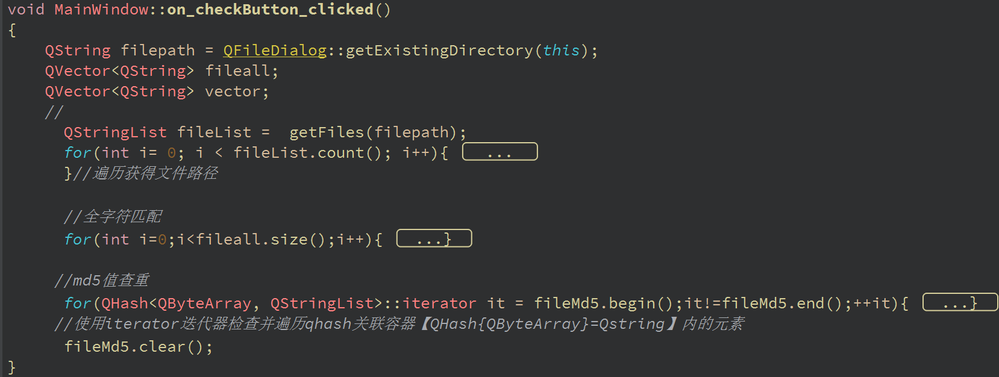 void MainWindow::on_checkButton_clicked()
{
    QString filepath = QFileDialog::getExistingDirectory(this);
    QVector<QString> fileall;
    QVector<QString> vector;
    //
      QStringList fileList =  getFiles(filepath);
      for(int i= 0; i < fileList.count(); i++){ ...
      }//遍历获得文件路径
      //全字符匹配
      for(int i=0;i<fileall.size();i++){ ...}
     //md5值查重
      for(QHash<QByteArray, QStringList>::iterator it = fileMd5.begin();it!=fileMd5.end();++it){ ...}
     //使用iterator迭代器检查并遍历qhash关联容器【QHash{QByteArray}=Qstring】内的元素
      fileMd5.clear();
}